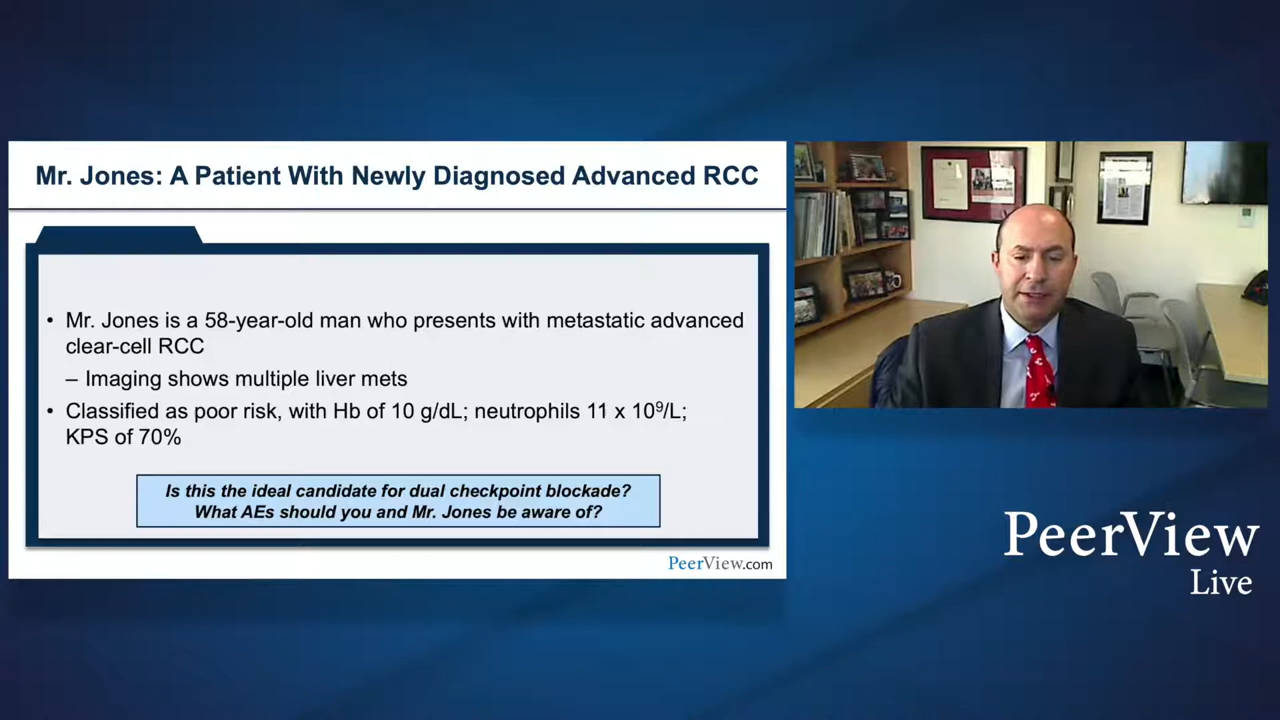 Mr. Jones: A Patient With Newly Diagnosed Advanced RCC
• Mr. Jones is a 58-year-old man who presents with metastatic advanced
clear-cell RCC
– Imaging shows multiple liver mets
• Classified as poor risk, with Hb of 10 g/dL; neutrophils 11 x 10⁹/L;
KPS of 70%
Is this the ideal candidate for dual checkpoint blockade?
What AEs should you and Mr. Jones be aware of?
PeerView.com
PeerView
Live